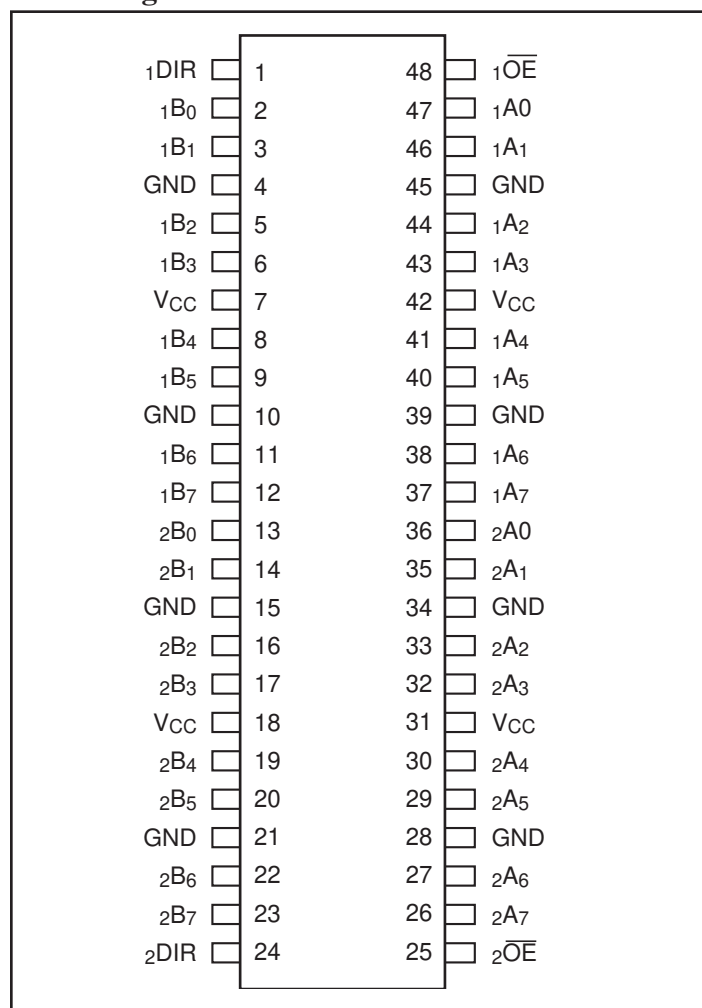 ₁DIR 1 48 ₁O̅E̅
₁B₀ 2 47 ₁A0
₁B₁ 3 46 ₁A₁
GND 4 45 GND
₁B₂ 5 44 ₁A₂
₁B₃ 6 43 ₁A₃
VCC 7 42 VCC
₁B₄ 8 41 ₁A₄
₁B₅ 9 40 ₁A₅
GND 10 39 GND
₁B₆ 11 38 ₁A₆
₁B₇ 12 37 ₁A₇
₂B₀ 13 36 ₂A0
₂B₁ 14 35 ₂A₁
GND 15 34 GND
₂B₂ 16 33 ₂A₂
₂B₃ 17 32 ₂A₃
VCC 18 31 VCC
₂B₄ 19 30 ₂A₄
₂B₅ 20 29 ₂A₅
GND 21 28 GND
₂B₆ 22 27 ₂A₆
₂B₇ 23 26 ₂A₇
₂DIR 24 25 ₂O̅E̅